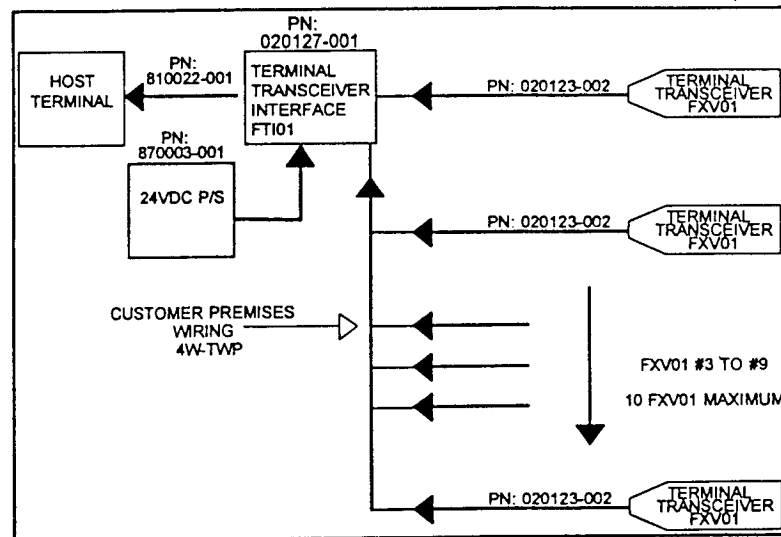 PN:
020127-001
HOST
TERMINAL
PN:
810022-001
TERMINAL
TRANSCEIVER
INTERFACE
FTI01
PN: 020123-002
TERMINAL
TRANSCEIVER
FXV01
PN:
870003-001
24VDC P/S
PN: 020123-002
TERMINAL
TRANSCEIVER
FXV01
CUSTOMER PREMISES
WIRING
4W-TWP
FXV01 #3 TO #9
10 FXV01 MAXIMUM
PN: 020123-002
TERMINAL
TRANSCEIVER
FXV01